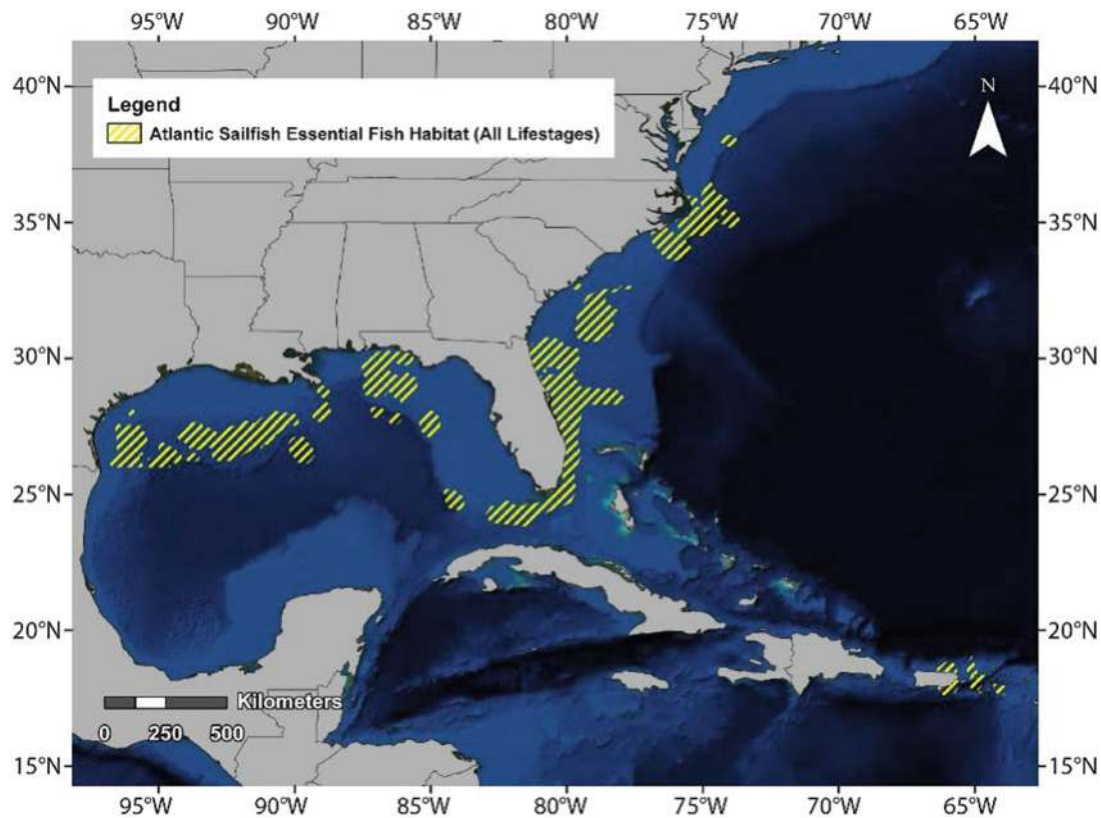 95°W 90°W 85°W 80°W 75°W 70°W 65°W
40°N 40°N
Legend
Atlantic Sailfish Essential Fish Habitat (All Lifestages)
N
35°N 35°N
30°N 30°N
25°N 25°N
20°N 20°N
Kilometers
0 250 500
15°N 15°N
95°W 90°W 85°W 80°W 75°W 70°W 65°W